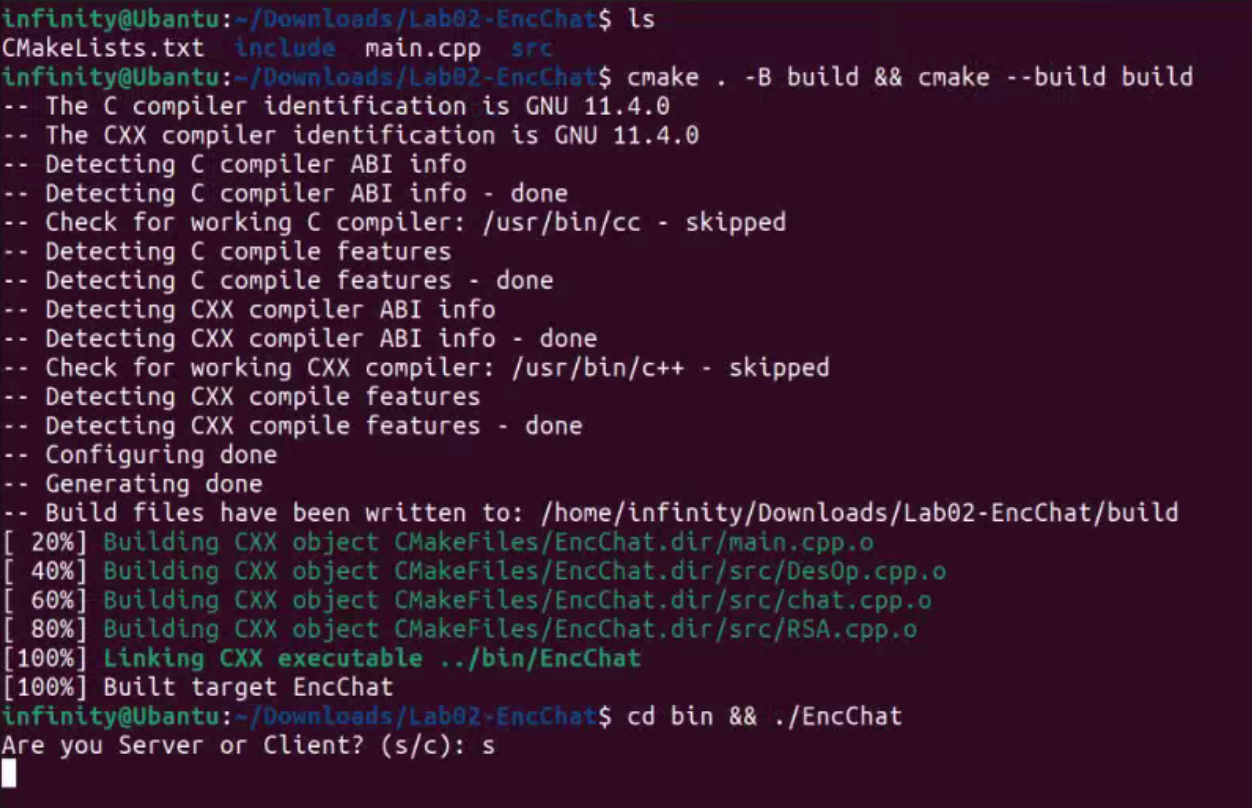 infinity@Ubantu:~/Downloads/Lab02-EncChat$ ls
CMakeLists.txt  include  main.cpp  src
infinity@Ubantu:~/Downloads/Lab02-EncChat$ cmake . -B build && cmake --build build
-- The C compiler identification is GNU 11.4.0
-- The CXX compiler identification is GNU 11.4.0
-- Detecting C compiler ABI info
-- Detecting C compiler ABI info - done
-- Check for working C compiler: /usr/bin/cc - skipped
-- Detecting C compile features
-- Detecting C compile features - done
-- Detecting CXX compiler ABI info
-- Detecting CXX compiler ABI info - done
-- Check for working CXX compiler: /usr/bin/c++ - skipped
-- Detecting CXX compile features
-- Detecting CXX compile features - done
-- Configuring done
-- Generating done
-- Build files have been written to: /home/infinity/Downloads/Lab02-EncChat/build
[ 20%] Building CXX object CMakeFiles/EncChat.dir/main.cpp.o
[ 40%] Building CXX object CMakeFiles/EncChat.dir/src/DesOp.cpp.o
[ 60%] Building CXX object CMakeFiles/EncChat.dir/src/chat.cpp.o
[ 80%] Building CXX object CMakeFiles/EncChat.dir/src/RSA.cpp.o
[100%] Linking CXX executable ../bin/EncChat
[100%] Built target EncChat
infinity@Ubantu:~/Downloads/Lab02-EncChat$ cd bin && ./EncChat
Are you Server or Client? (s/c): s